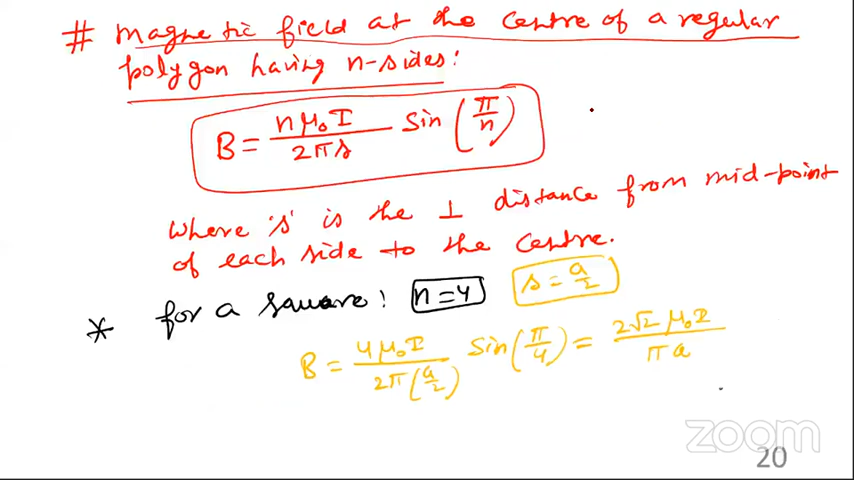 # Magnetic field at the centre of a regular
polygon having n-sides:
B = nμ₀I / 2πs sin (π/n)
Where 's' is the ⊥ distance from mid-point
of each side to the centre.
* for a square: n=4 s = a/2
B = 4μ₀I / 2π(a/2) sin(π/4) = 2√2 μ₀I / πa
zoom
20